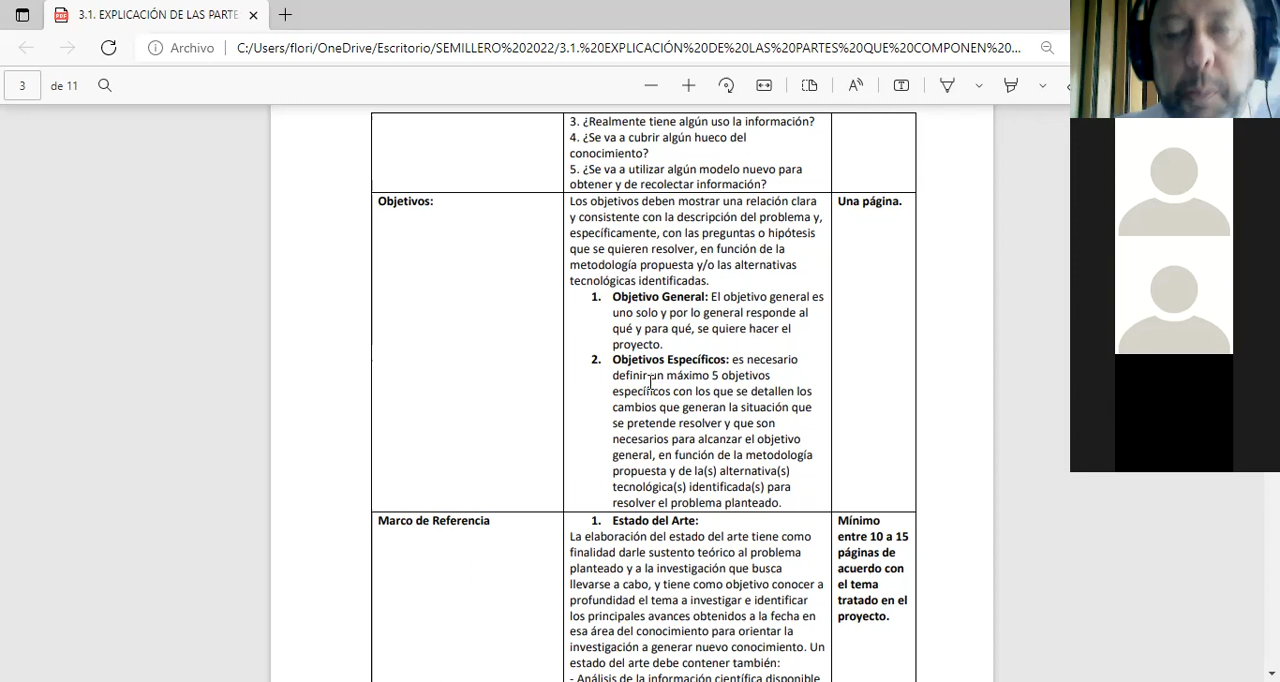 3.1. EXPLICACIÓN DE LAS PARTE
Archivo
C:/Users/flori/OneDrive/Escritorio/SEMILLERO%202022/3.1.%20EXPLICACIÓN%20DE%20LAS%20PARTES%20QUE%20COMPONEN%20...
3 de 11
3. ¿Realmente tiene algún uso la información?
4. ¿Se va a cubrir algún hueco del
conocimiento?
5. ¿Se va a utilizar algún modelo nuevo para
obtener y de recolectar información?
Objetivos:
Los objetivos deben mostrar una relación clara
y consistente con la descripción del problema y,
específicamente, con las preguntas o hipótesis
que se quieren resolver, en función de la
metodología propuesta y/o las alternativas
tecnológicas identificadas.
1. Objetivo General: El objetivo general es
uno solo y por lo general responde al
qué y para qué, se quiere hacer el
proyecto.
2. Objetivos Específicos: es necesario
definir un máximo 5 objetivos
específicos con los que se detallen los
cambios que generan la situación que
se pretende resolver y que son
necesarios para alcanzar el objetivo
general, en función de la metodología
propuesta y de la(s) alternativa(s)
tecnológica(s) identificada(s) para
resolver el problema planteado.
Una página.
Marco de Referencia
1. Estado del Arte:
La elaboración del estado del arte tiene como
finalidad darle sustento teórico al problema
planteado y a la investigación que busca
llevarse a cabo, y tiene como objetivo conocer a
profundidad el tema a investigar e identificar
los principales avances obtenidos a la fecha en
esa área del conocimiento para orientar la
investigación a generar nuevo conocimiento. Un
estado del arte debe contener también:
- Análisis de la información científica disponible
Mínimo
entre 10 a 15
páginas de
acuerdo con
el tema
tratado en el
proyecto.